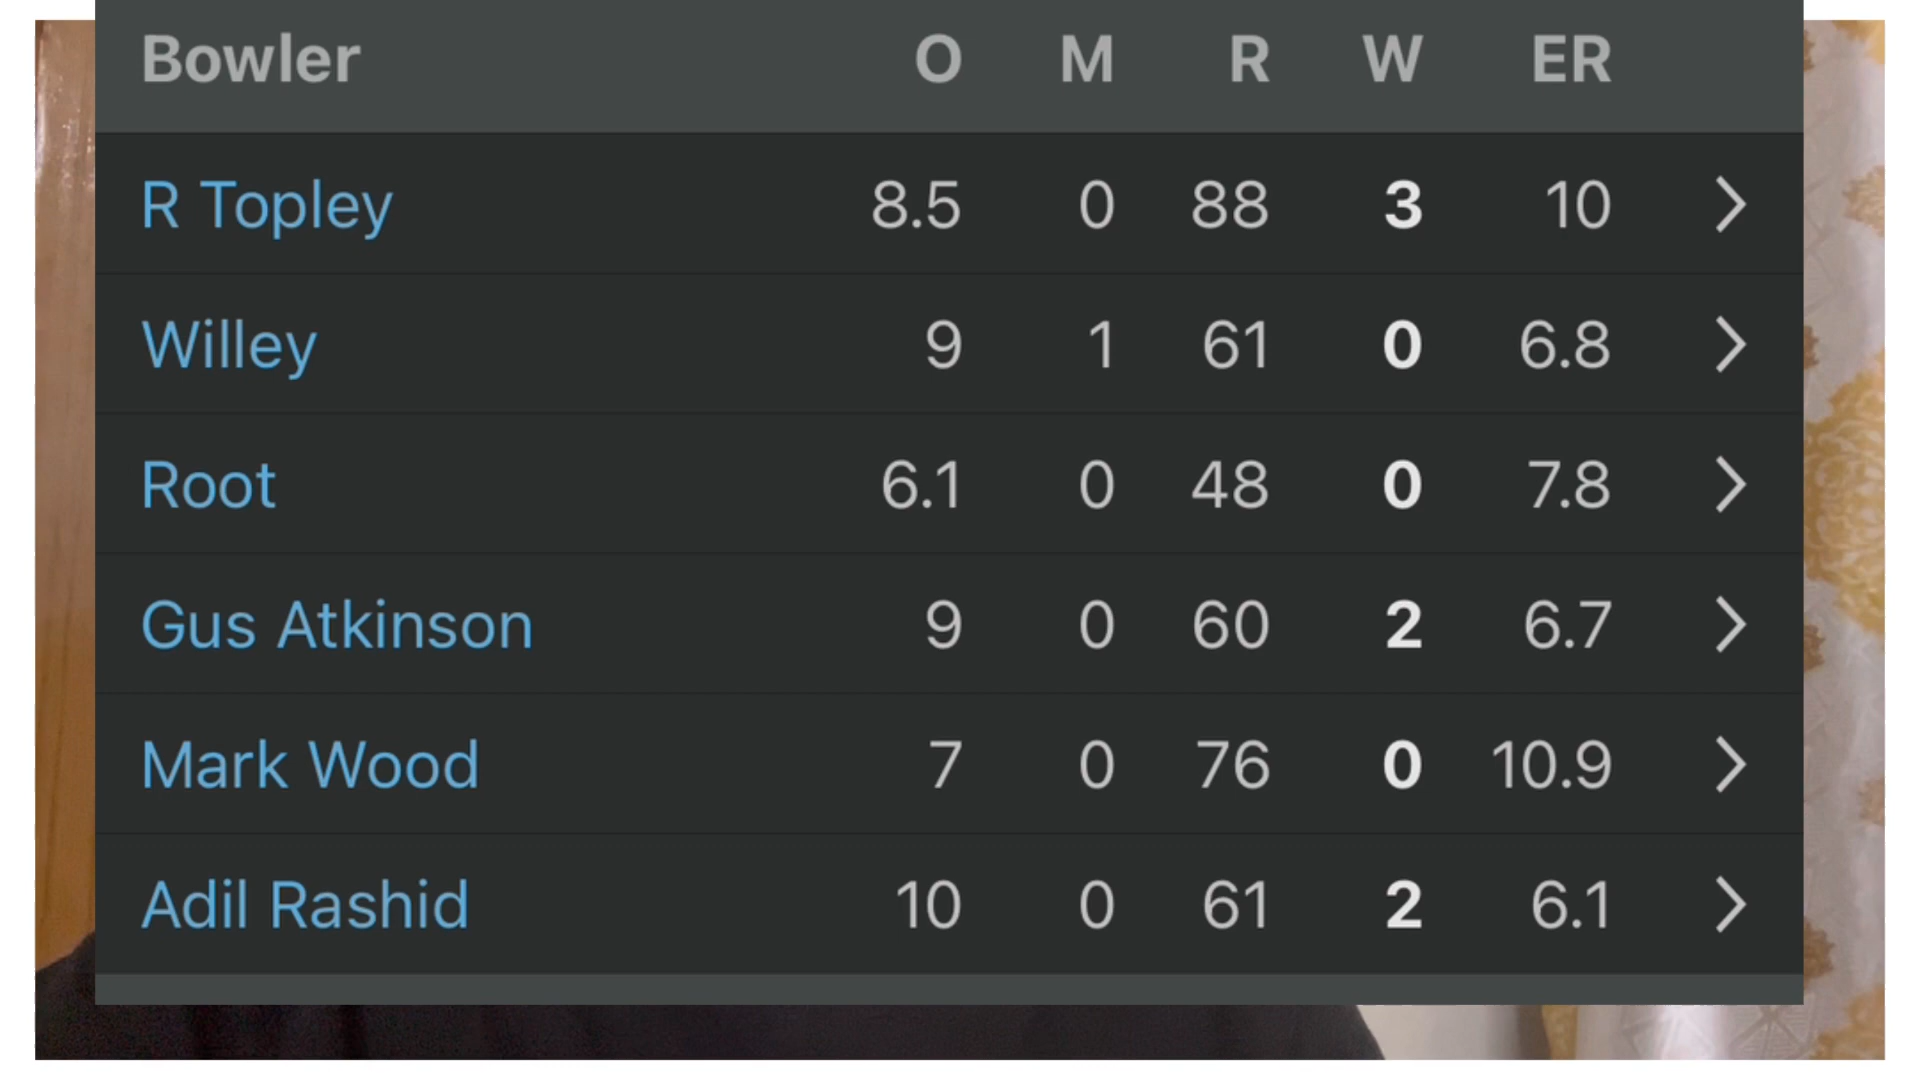 Bowler O M R W ER
R Topley 8.5 0 88 3 10
Willey 9 1 61 0 6.8
Root 6.1 0 48 0 7.8
Gus Atkinson 9 0 60 2 6.7
Mark Wood 7 0 76 0 10.9
Adil Rashid 10 0 61 2 6.1